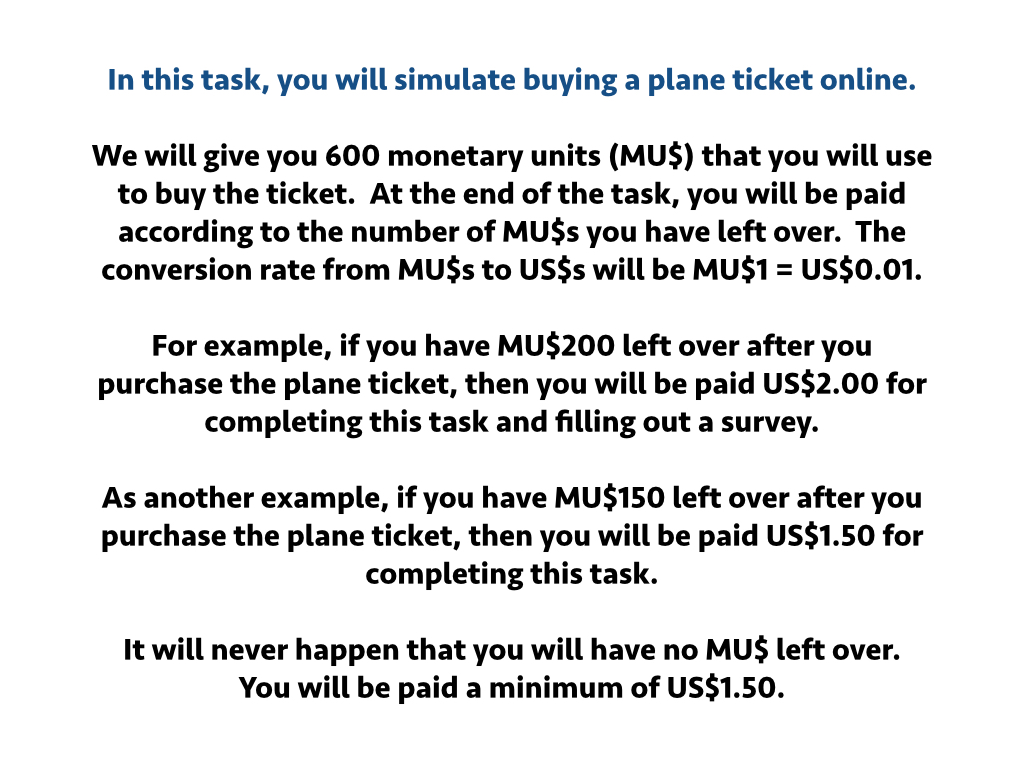 In this task, you will simulate buying a plane ticket online.
We will give you 600 monetary units (MU$) that you will use
to buy the ticket.  At the end of the task, you will be paid
according to the number of MU$s you have left over.  The
conversion rate from MU$s to US$s will be MU$1 = US$0.01.
For example, if you have MU$200 left over after you
purchase the plane ticket, then you will be paid US$2.00 for
completing this task and filling out a survey.
As another example, if you have MU$150 left over after you
purchase the plane ticket, then you will be paid US$1.50 for
completing this task.
It will never happen that you will have no MU$ left over.
You will be paid a minimum of US$1.50.